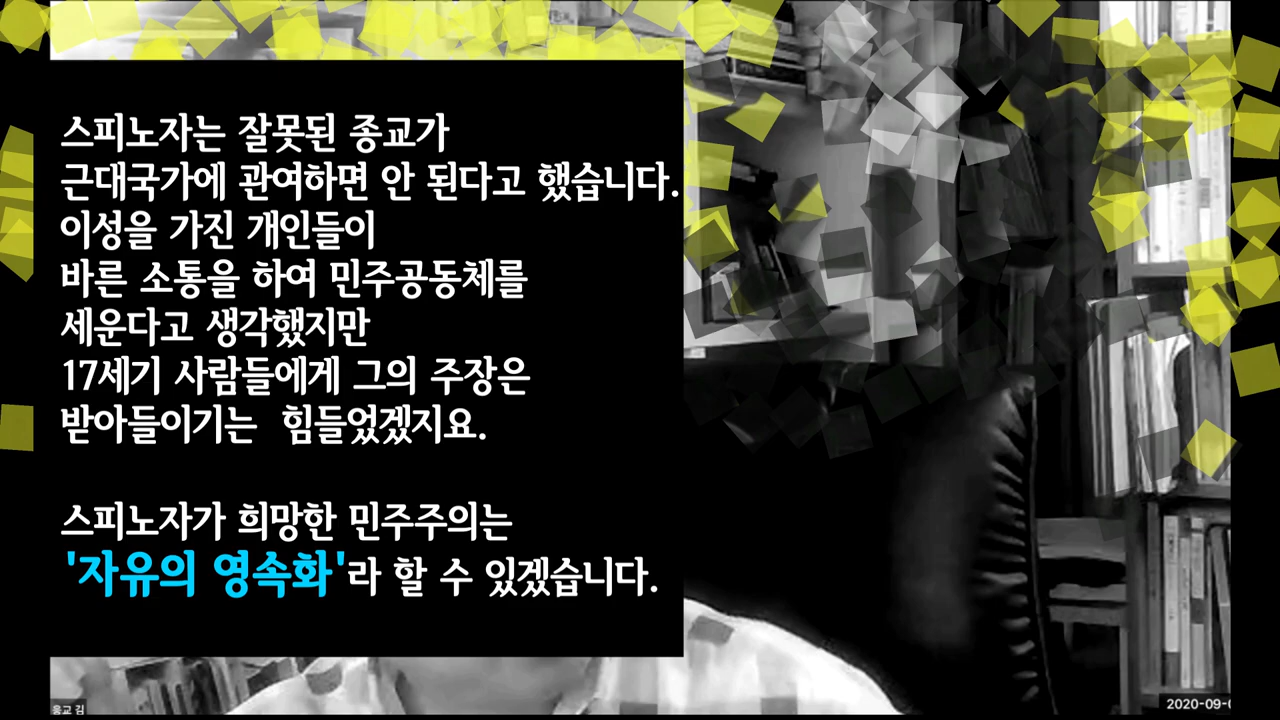 스피노자는 잘못된 종교가
근대국가에 관여하면 안 된다고 했습니다.
이성을 가진 개인들이
바른 소통을 하여 민주공동체를
세운다고 생각했지만
17세기 사람들에게 그의 주장은
받아들이기는 힘들었겠지요.
스피노자가 희망한 민주주의는
'자유의 영속화'라 할 수 있겠습니다.
홍교 김
2020-09-0